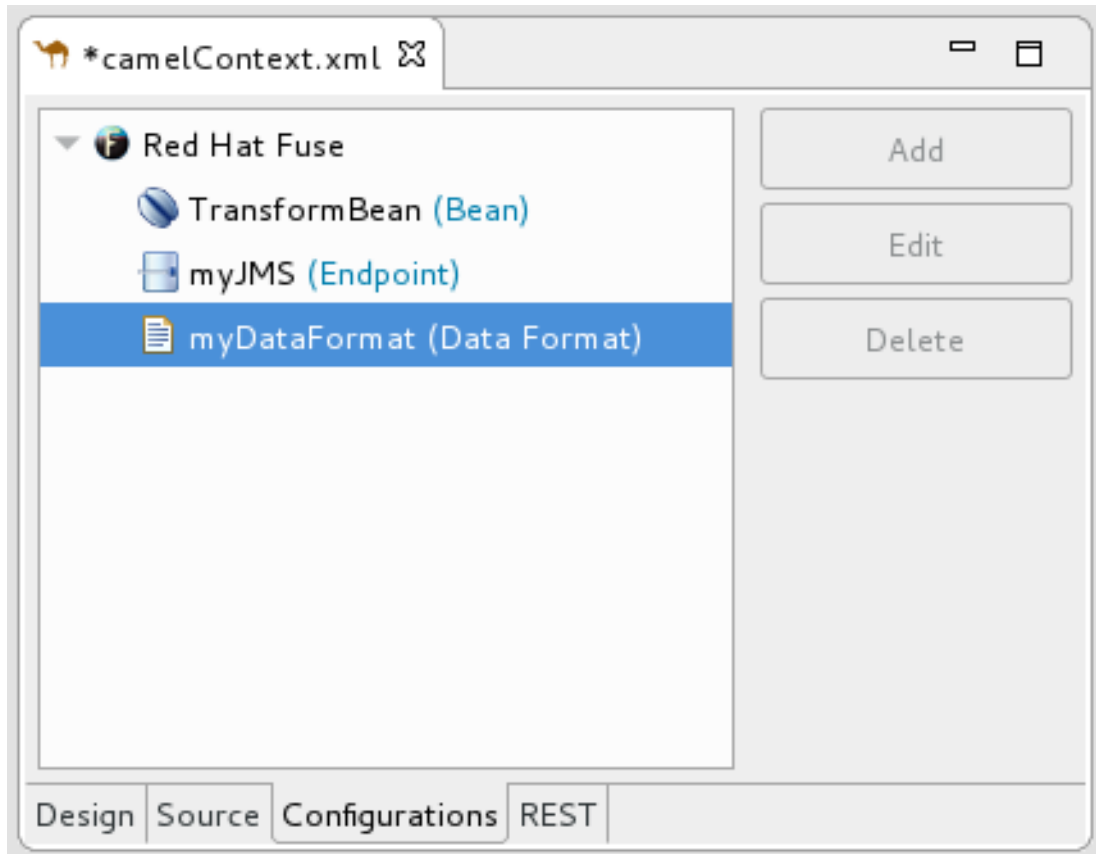 *camelContext.xml
Red Hat Fuse
TransformBean (Bean)
myJMS (Endpoint)
myDataFormat (Data Format)
Add
Edit
Delete
Design Source Configurations REST